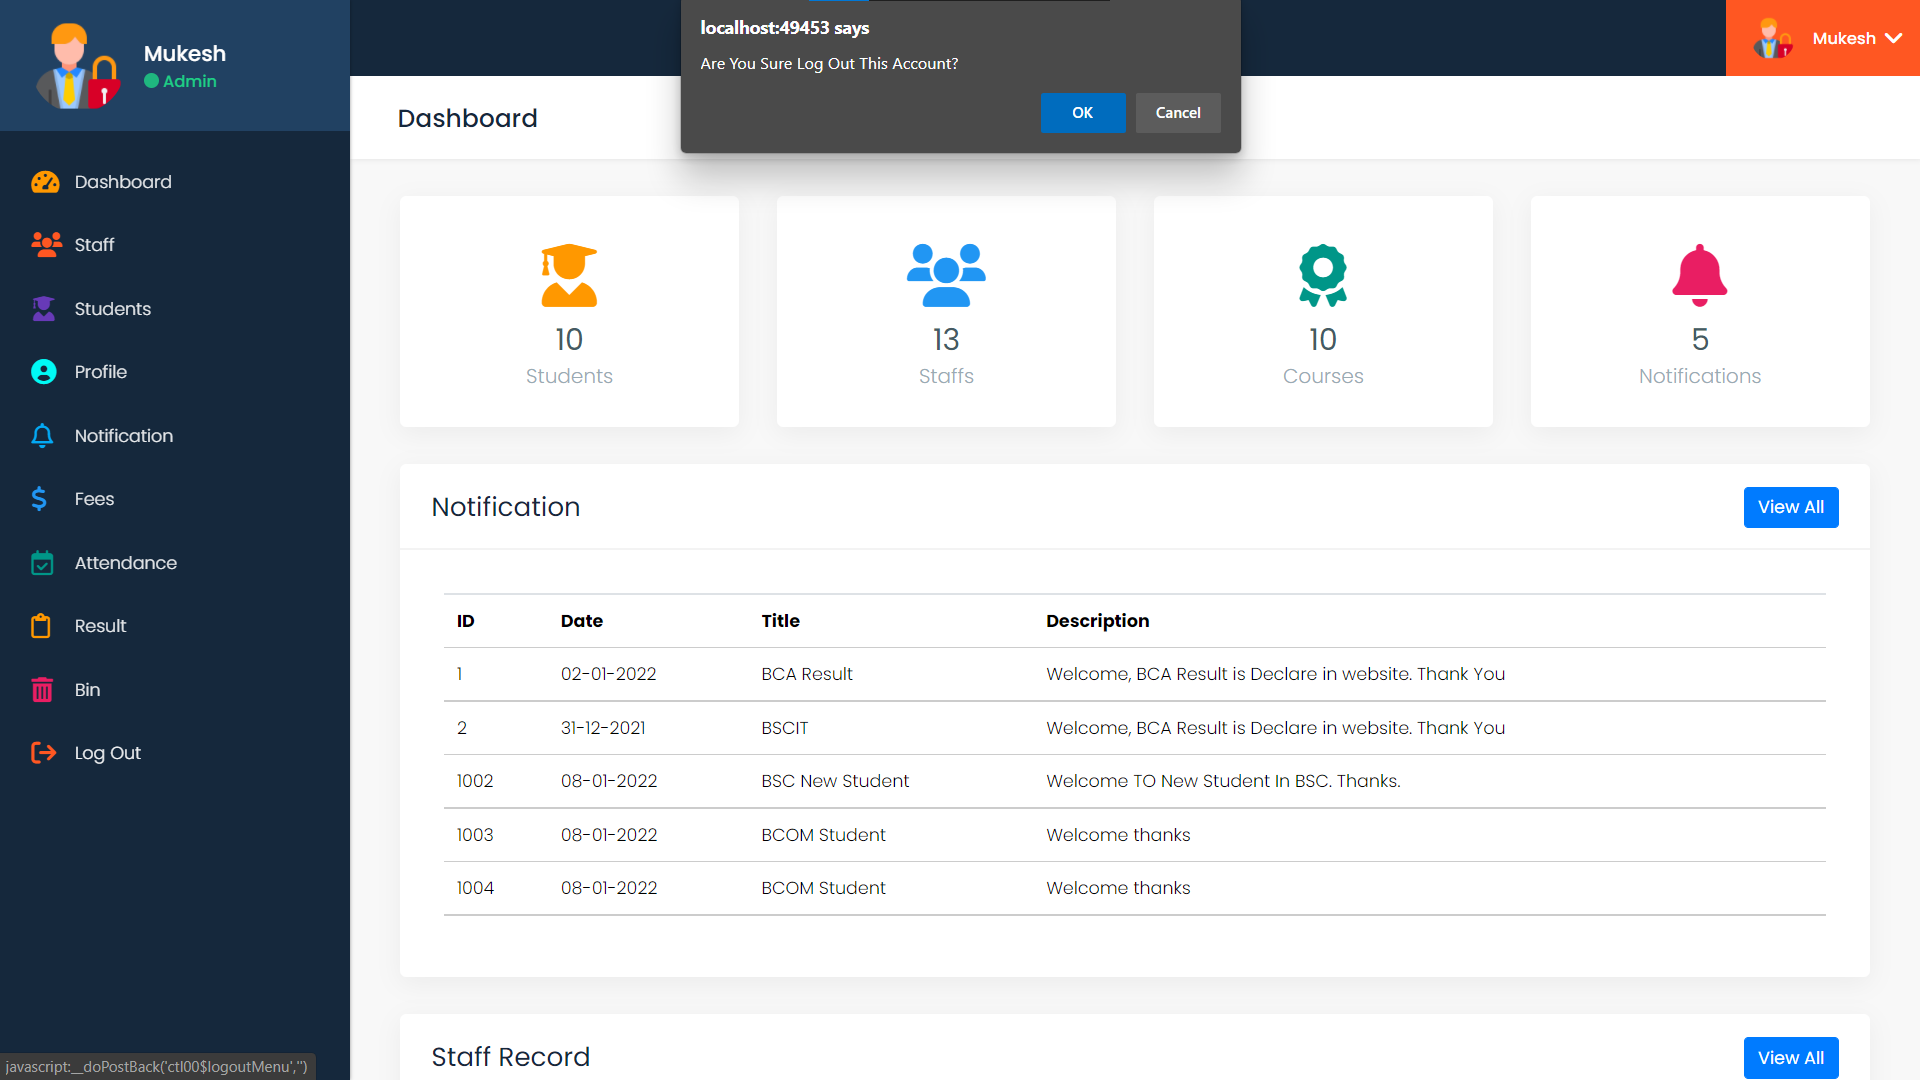 Mukesh
Admin
Dashboard
Staff
Students
Profile
Notification
Fees
Attendance
Result
Bin
Log Out
javascript:__doPostBack('ctl00$logoutMenu','')
localhost:49453 says
Are You Sure Log Out This Account?
OK Cancel
Mukesh
Dashboard
10
Students
13
Staffs
10
Courses
5
Notifications
Notification
View All
ID Date Title Description
1 02-01-2022 BCA Result Welcome, BCA Result is Declare in website. Thank You
2 31-12-2021 BSCIT Welcome, BCA Result is Declare in website. Thank You
1002 08-01-2022 BSC New Student Welcome TO New Student In BSC. Thanks.
1003 08-01-2022 BCOM Student Welcome thanks
1004 08-01-2022 BCOM Student Welcome thanks
Staff Record
View All